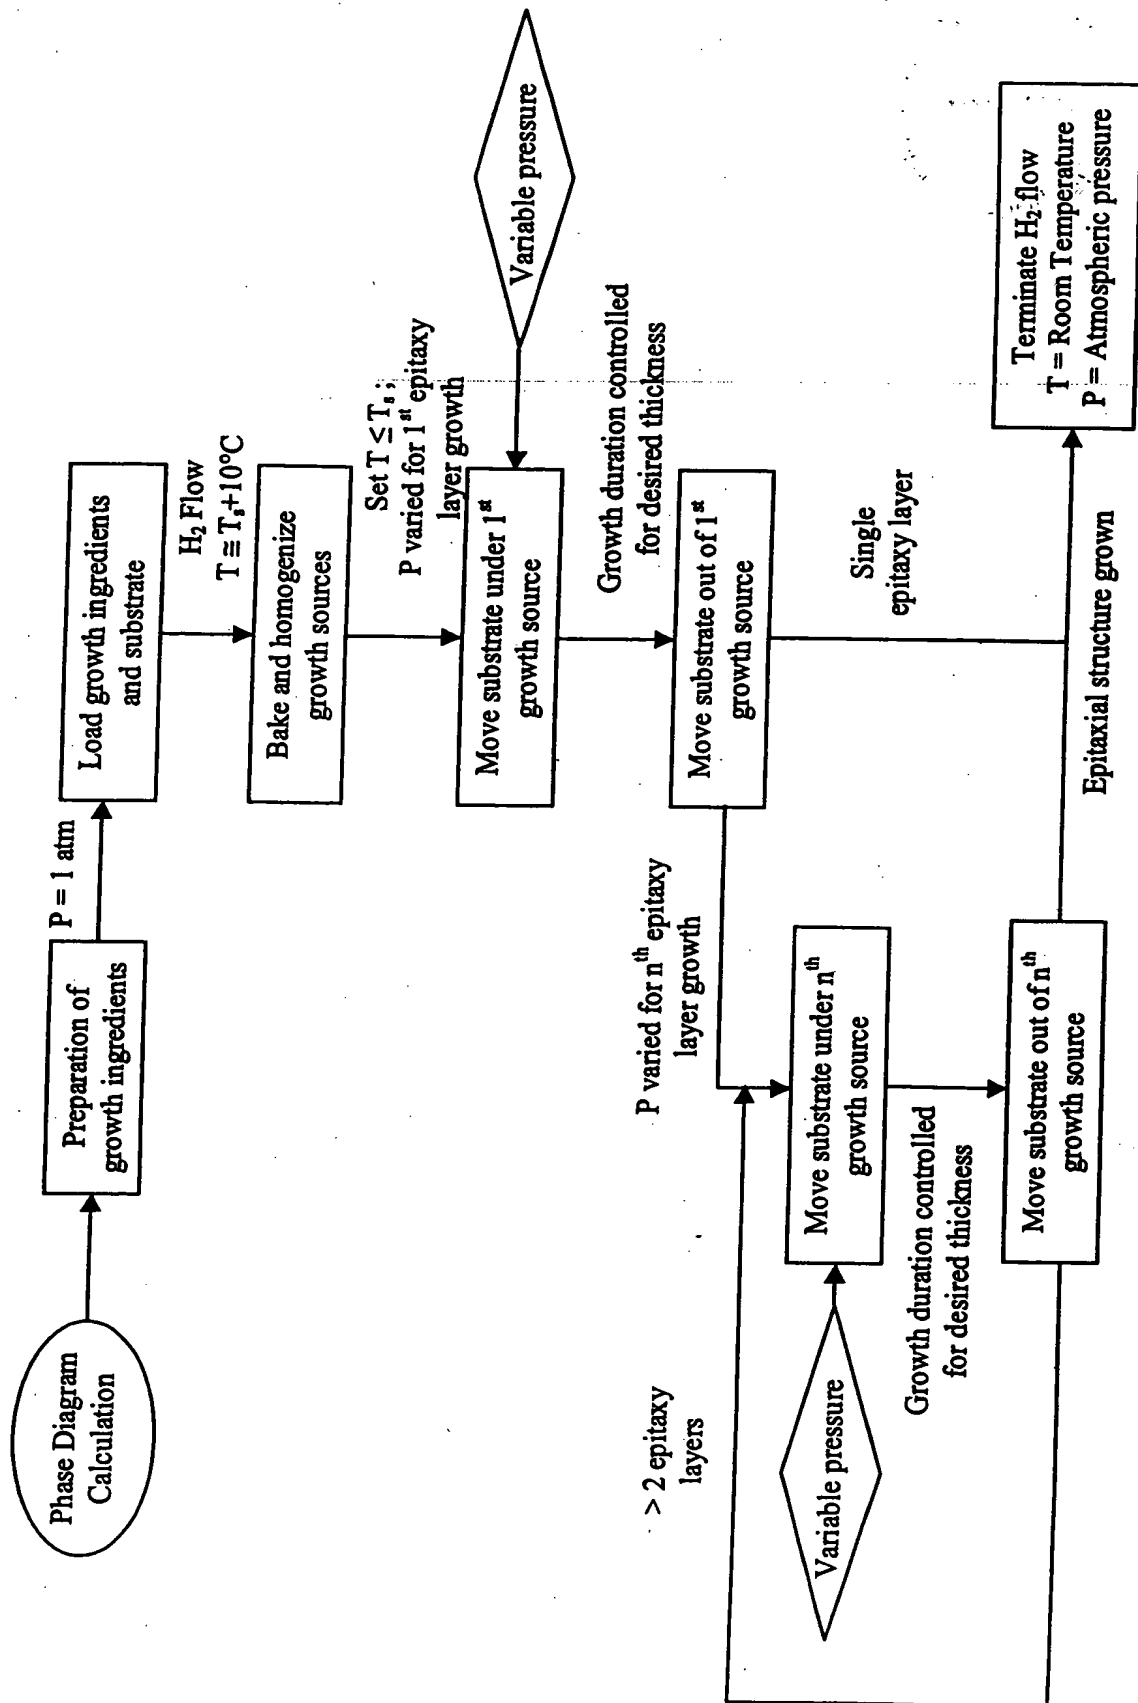 Phase Diagram
Calculation
Preparation of
growth ingredients
P = 1 atm
Load growth ingredients
and substrate
H₂ Flow
T ≅ Tₛ+10°C
Bake and homogenize
growth sources
Set T ≤ Tₛ ;
P varied for 1ˢᵗ epitaxy
layer growth
Variable pressure
Move substrate under 1ˢᵗ
growth source
Growth duration controlled
for desired thickness
Move substrate out of 1ˢᵗ
growth source
Single
epitaxy layer
P varied for nᵗʰ epitaxy
layer growth
> 2 epitaxy
layers
Variable pressure
Move substrate under nᵗʰ
growth source
Growth duration controlled
for desired thickness
Move substrate out of nᵗʰ
growth source
Epitaxial structure grown
Terminate H₂ flow
T = Room Temperature
P = Atmospheric pressure